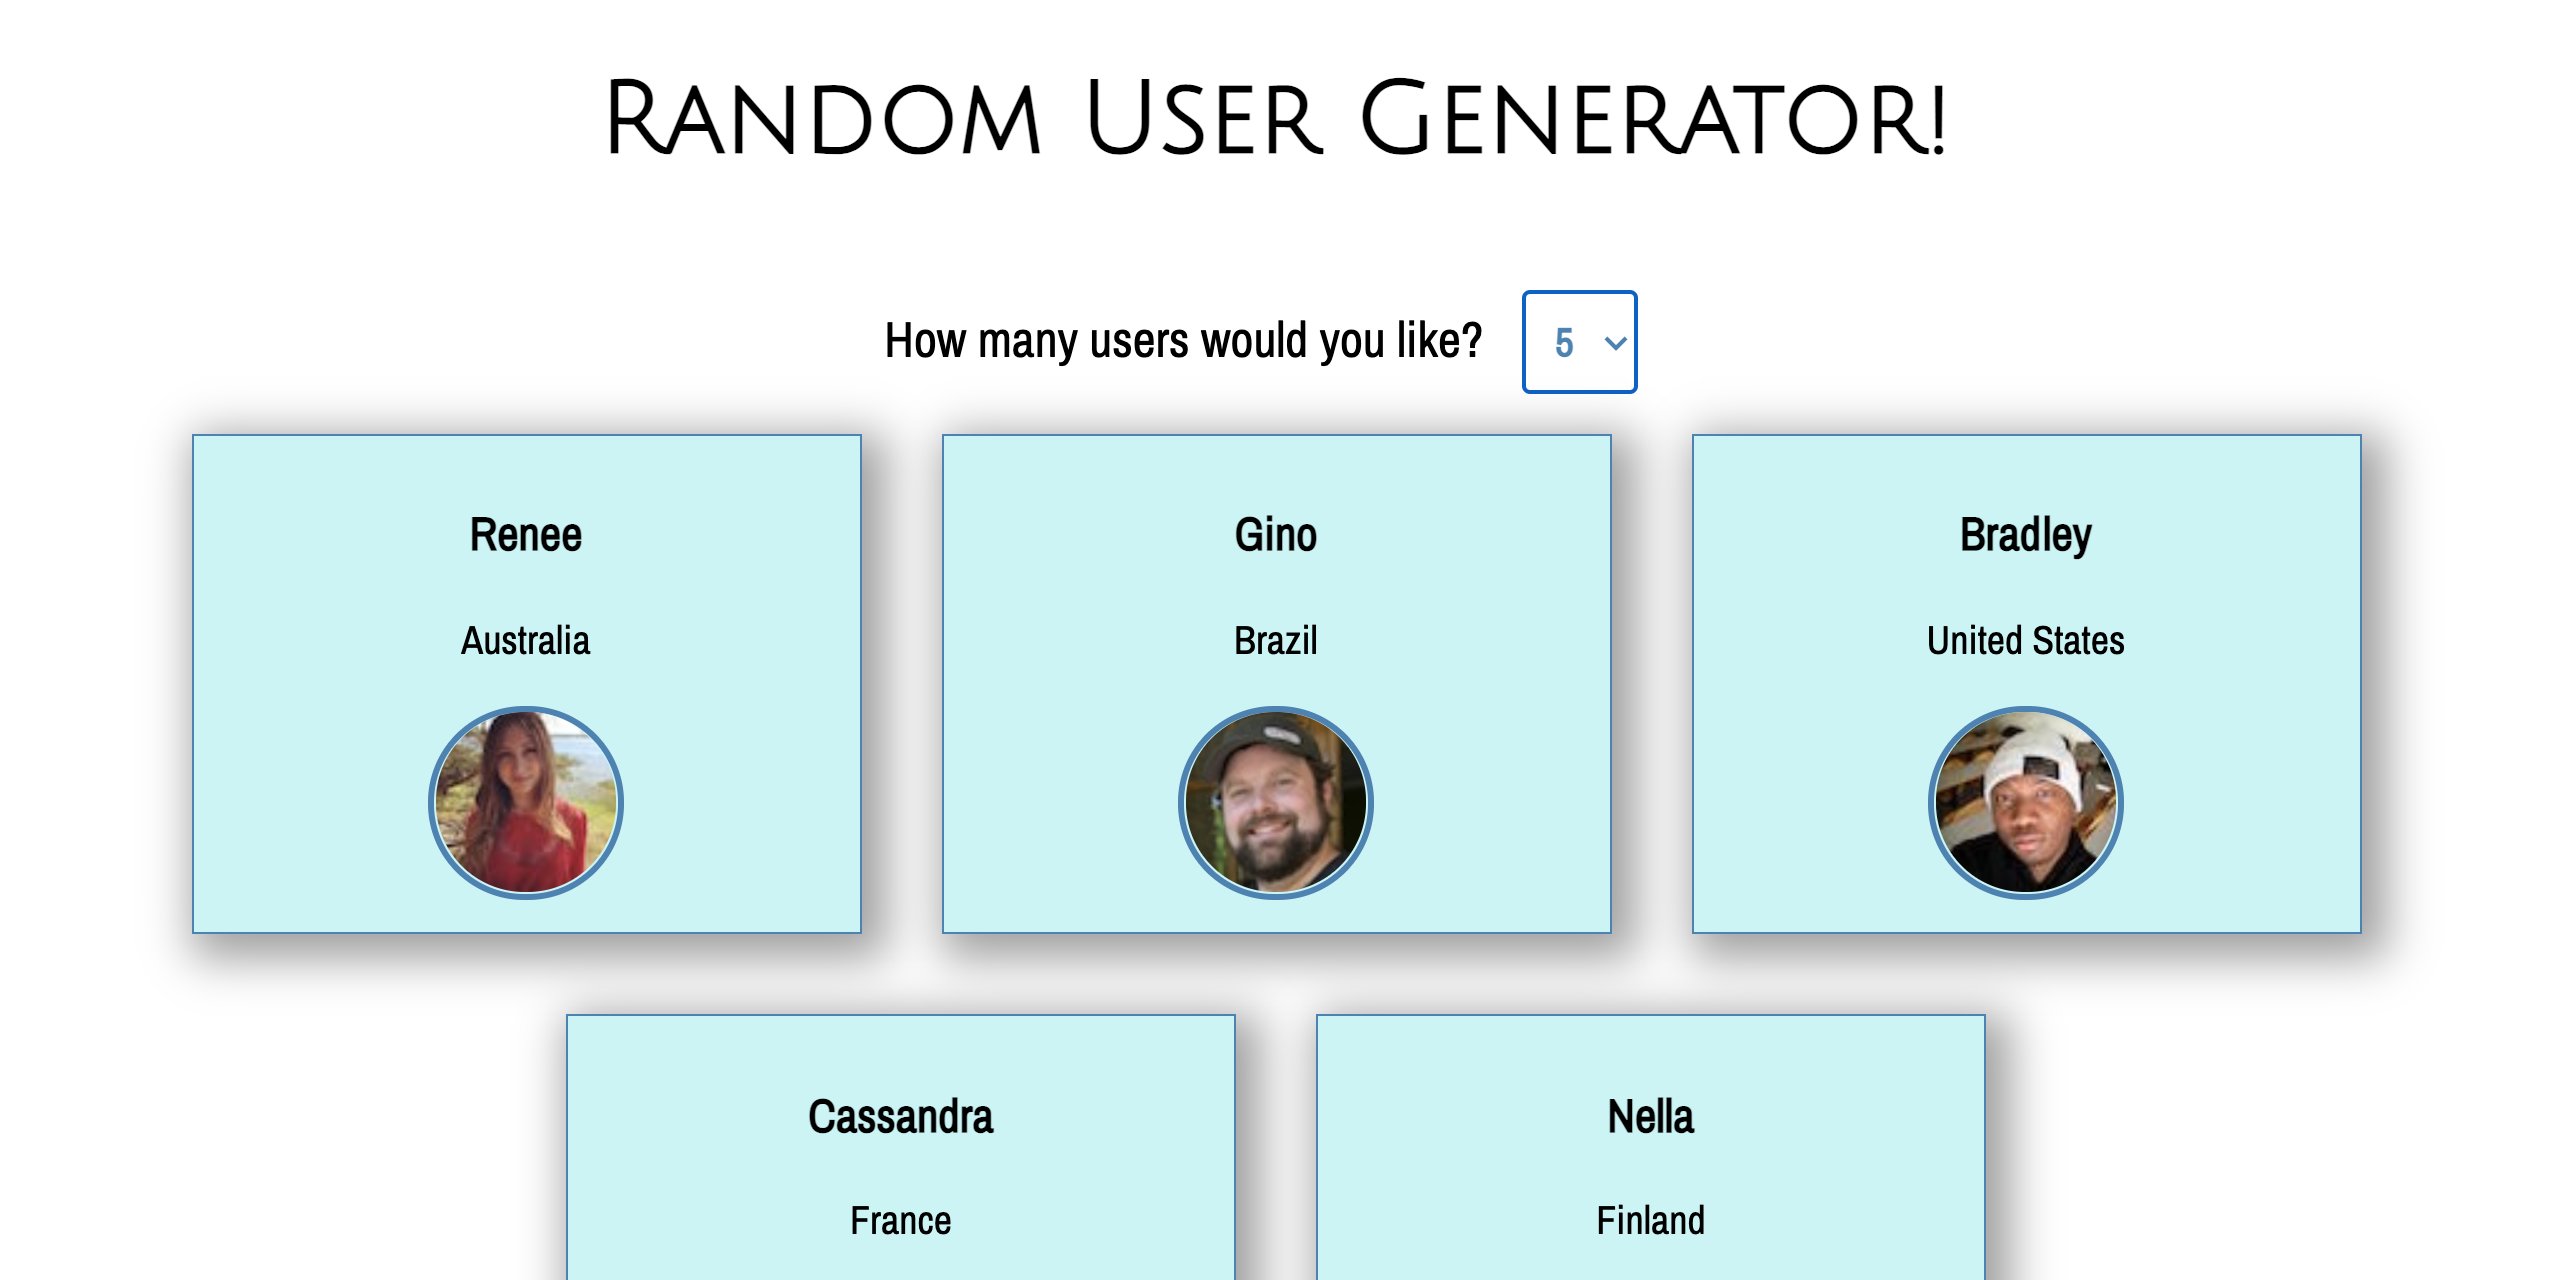 Random User Generator!
How many users would you like? 5
Renee
Australia
Gino
Brazil
Bradley
United States
Cassandra
France
Nella
Finland